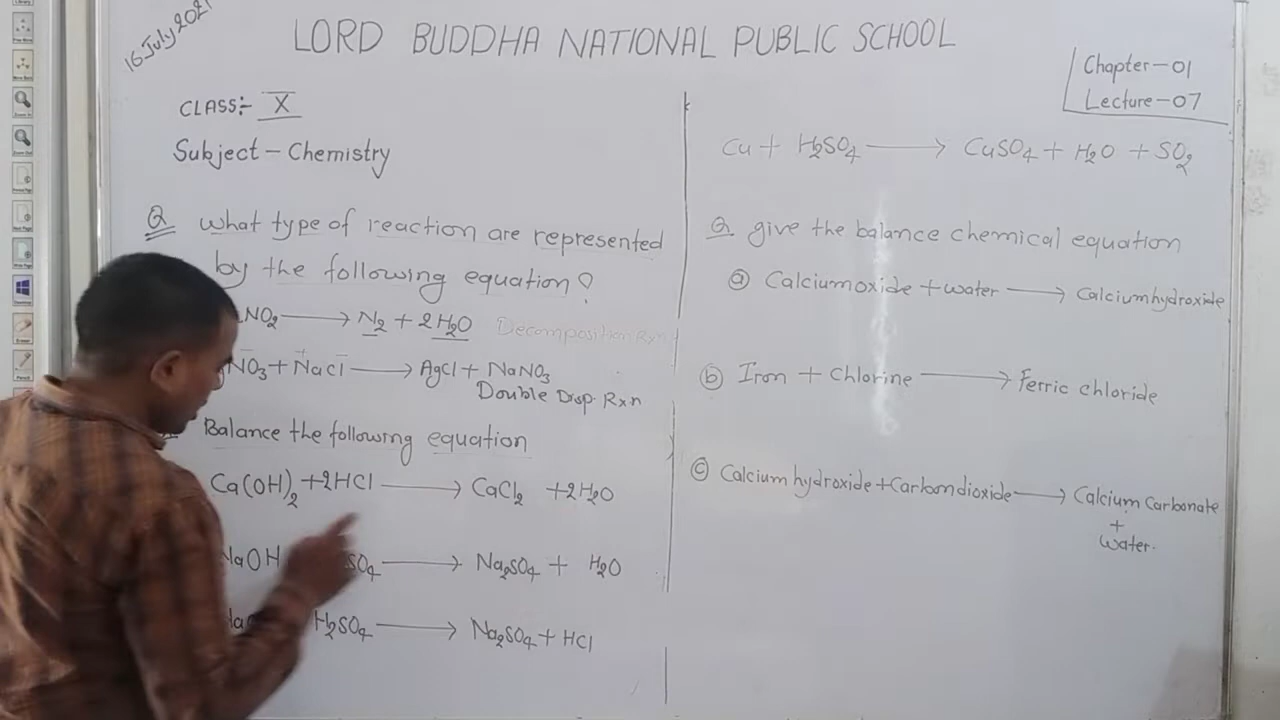 16 July 2021
LORD BUDDHA NATIONAL PUBLIC SCHOOL
Chapter-01
Lecture-07
CLASS:- X
Subject - Chemistry
Q What type of reaction are represented
by the following equation?
NO2 → N2 + 2H2O Decomposition Rxn
NO3 + NaCl → AgCl + NaNO3
Double Disp. Rxn
Balance the following equation
Ca(OH)2 + 2HCl → CaCl2 + 2H2O
NaOH SO4 → Na2SO4 + H2O
H2SO4 → Na2SO4 + HCl
Cu + H2SO4 → CuSO4 + H2O + SO2
Q. give the balance chemical equation
a Calciumoxide + water → Calciumhydroxide
b Iron + Chlorine → Ferric chloride
c Calcium hydroxide + Carbondioxide → Calcium Carbonate
+
Water.